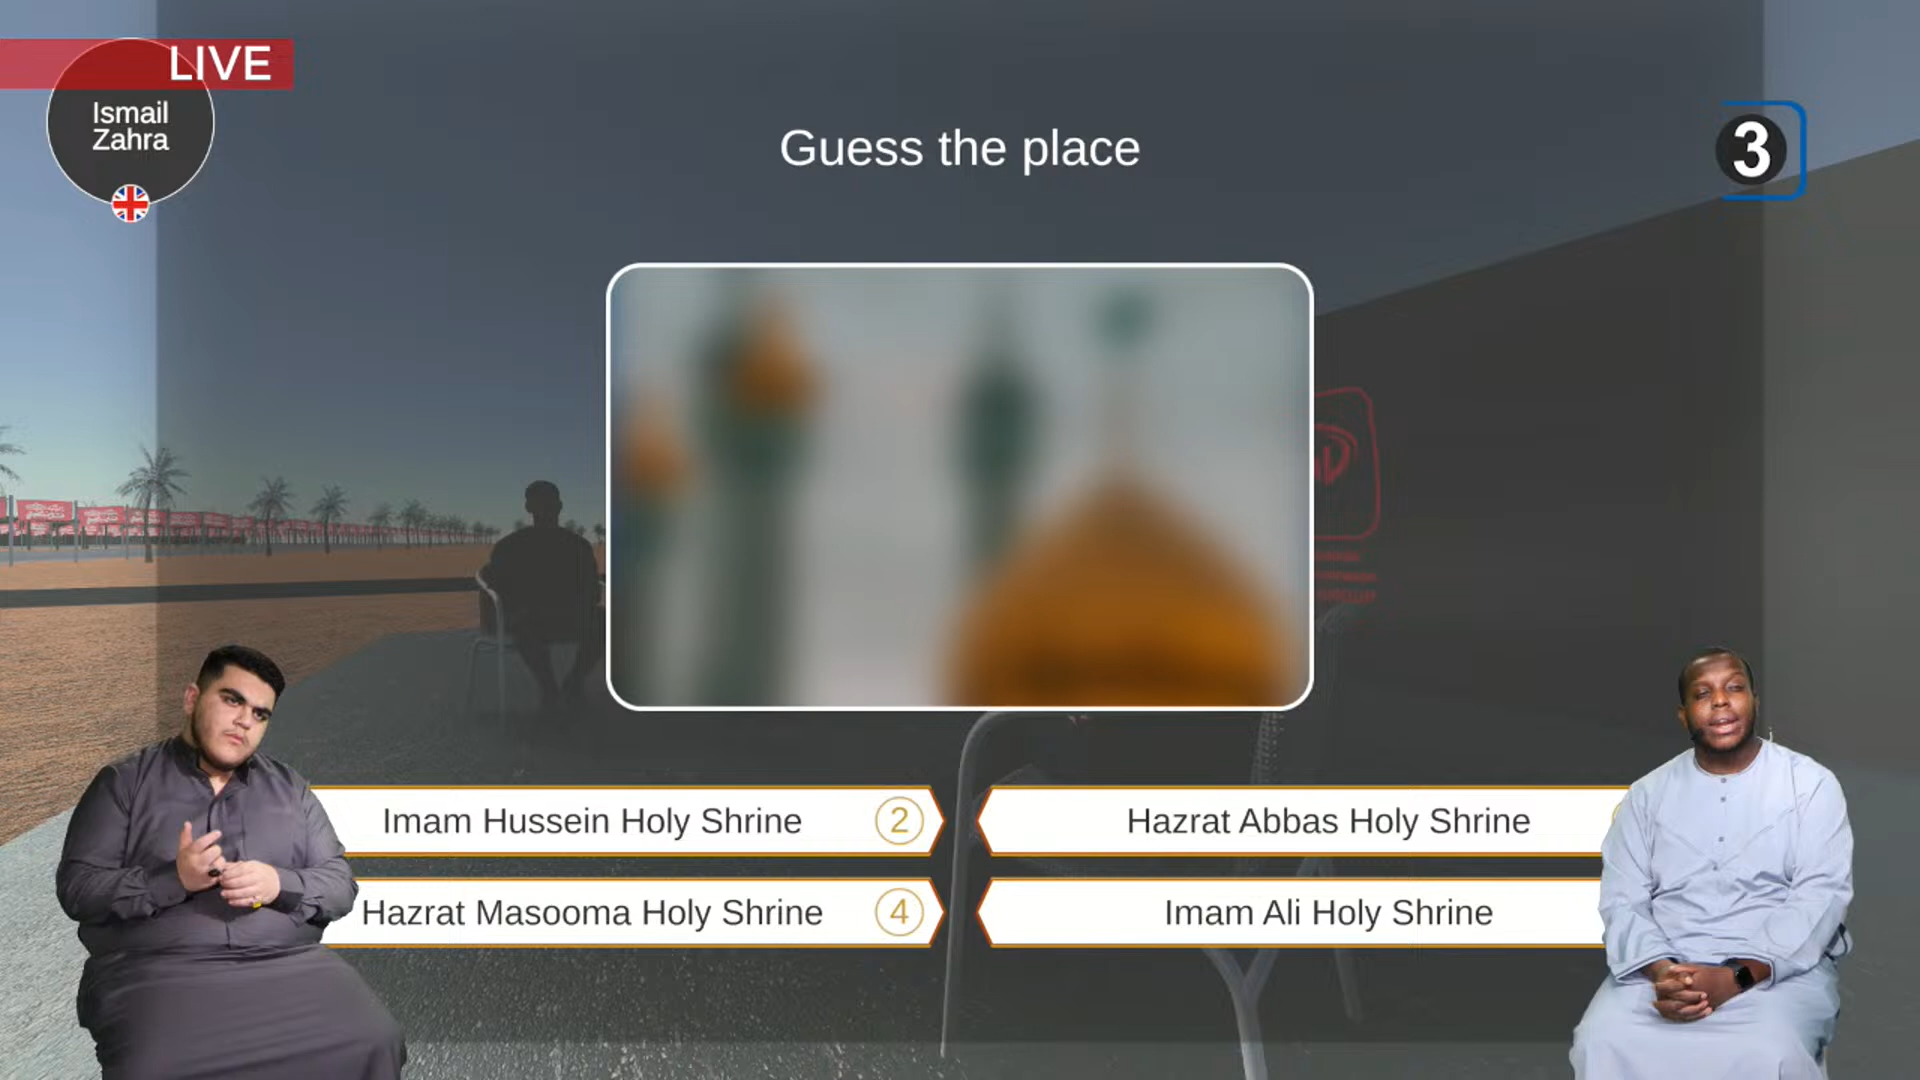 LIVE
Ismail
Zahra
Guess the place
3
Imam Hussein Holy Shrine
2
Hazrat Abbas Holy Shrine
Hazrat Masooma Holy Shrine
4
Imam Ali Holy Shrine